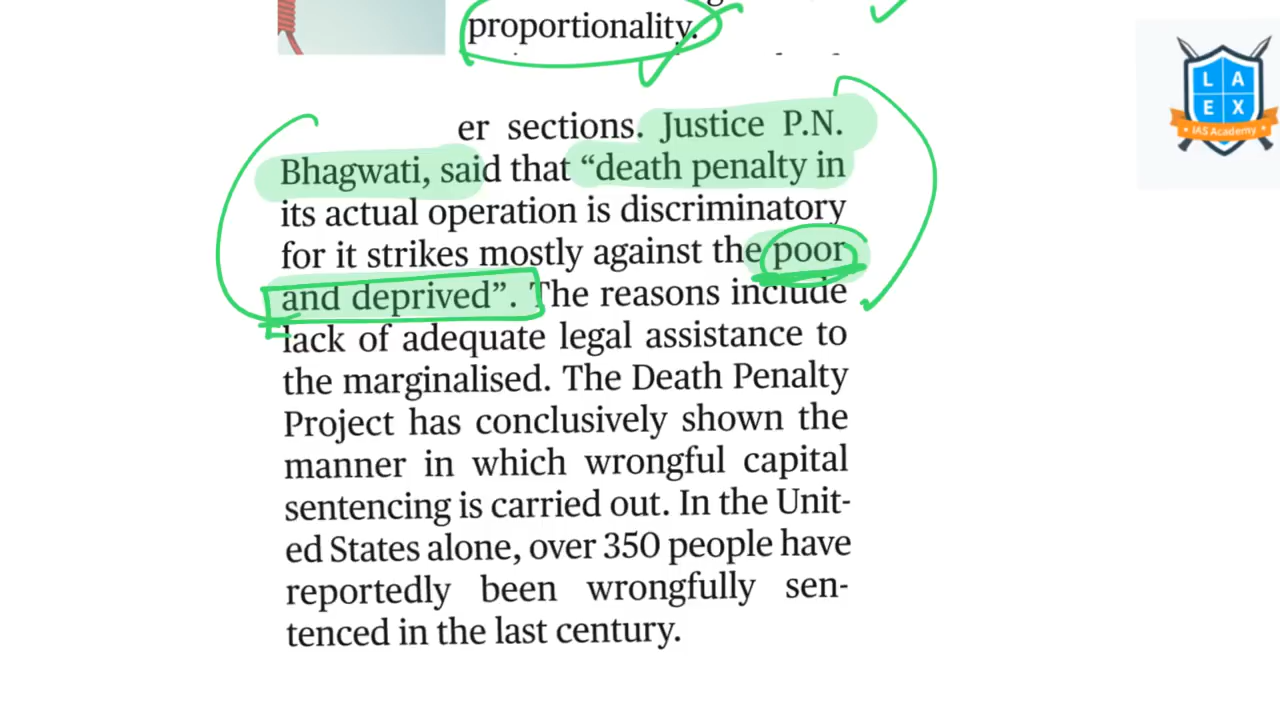 proportionality.
er sections. Justice P.N.
Bhagwati, said that “death penalty in
its actual operation is discriminatory
for it strikes mostly against the poor
and deprived”. The reasons include
lack of adequate legal assistance to
the marginalised. The Death Penalty
Project has conclusively shown the
manner in which wrongful capital
sentencing is carried out. In the Unit-
ed States alone, over 350 people have
reportedly been wrongfully sen-
tenced in the last century.
L A
E X
IAS Academy